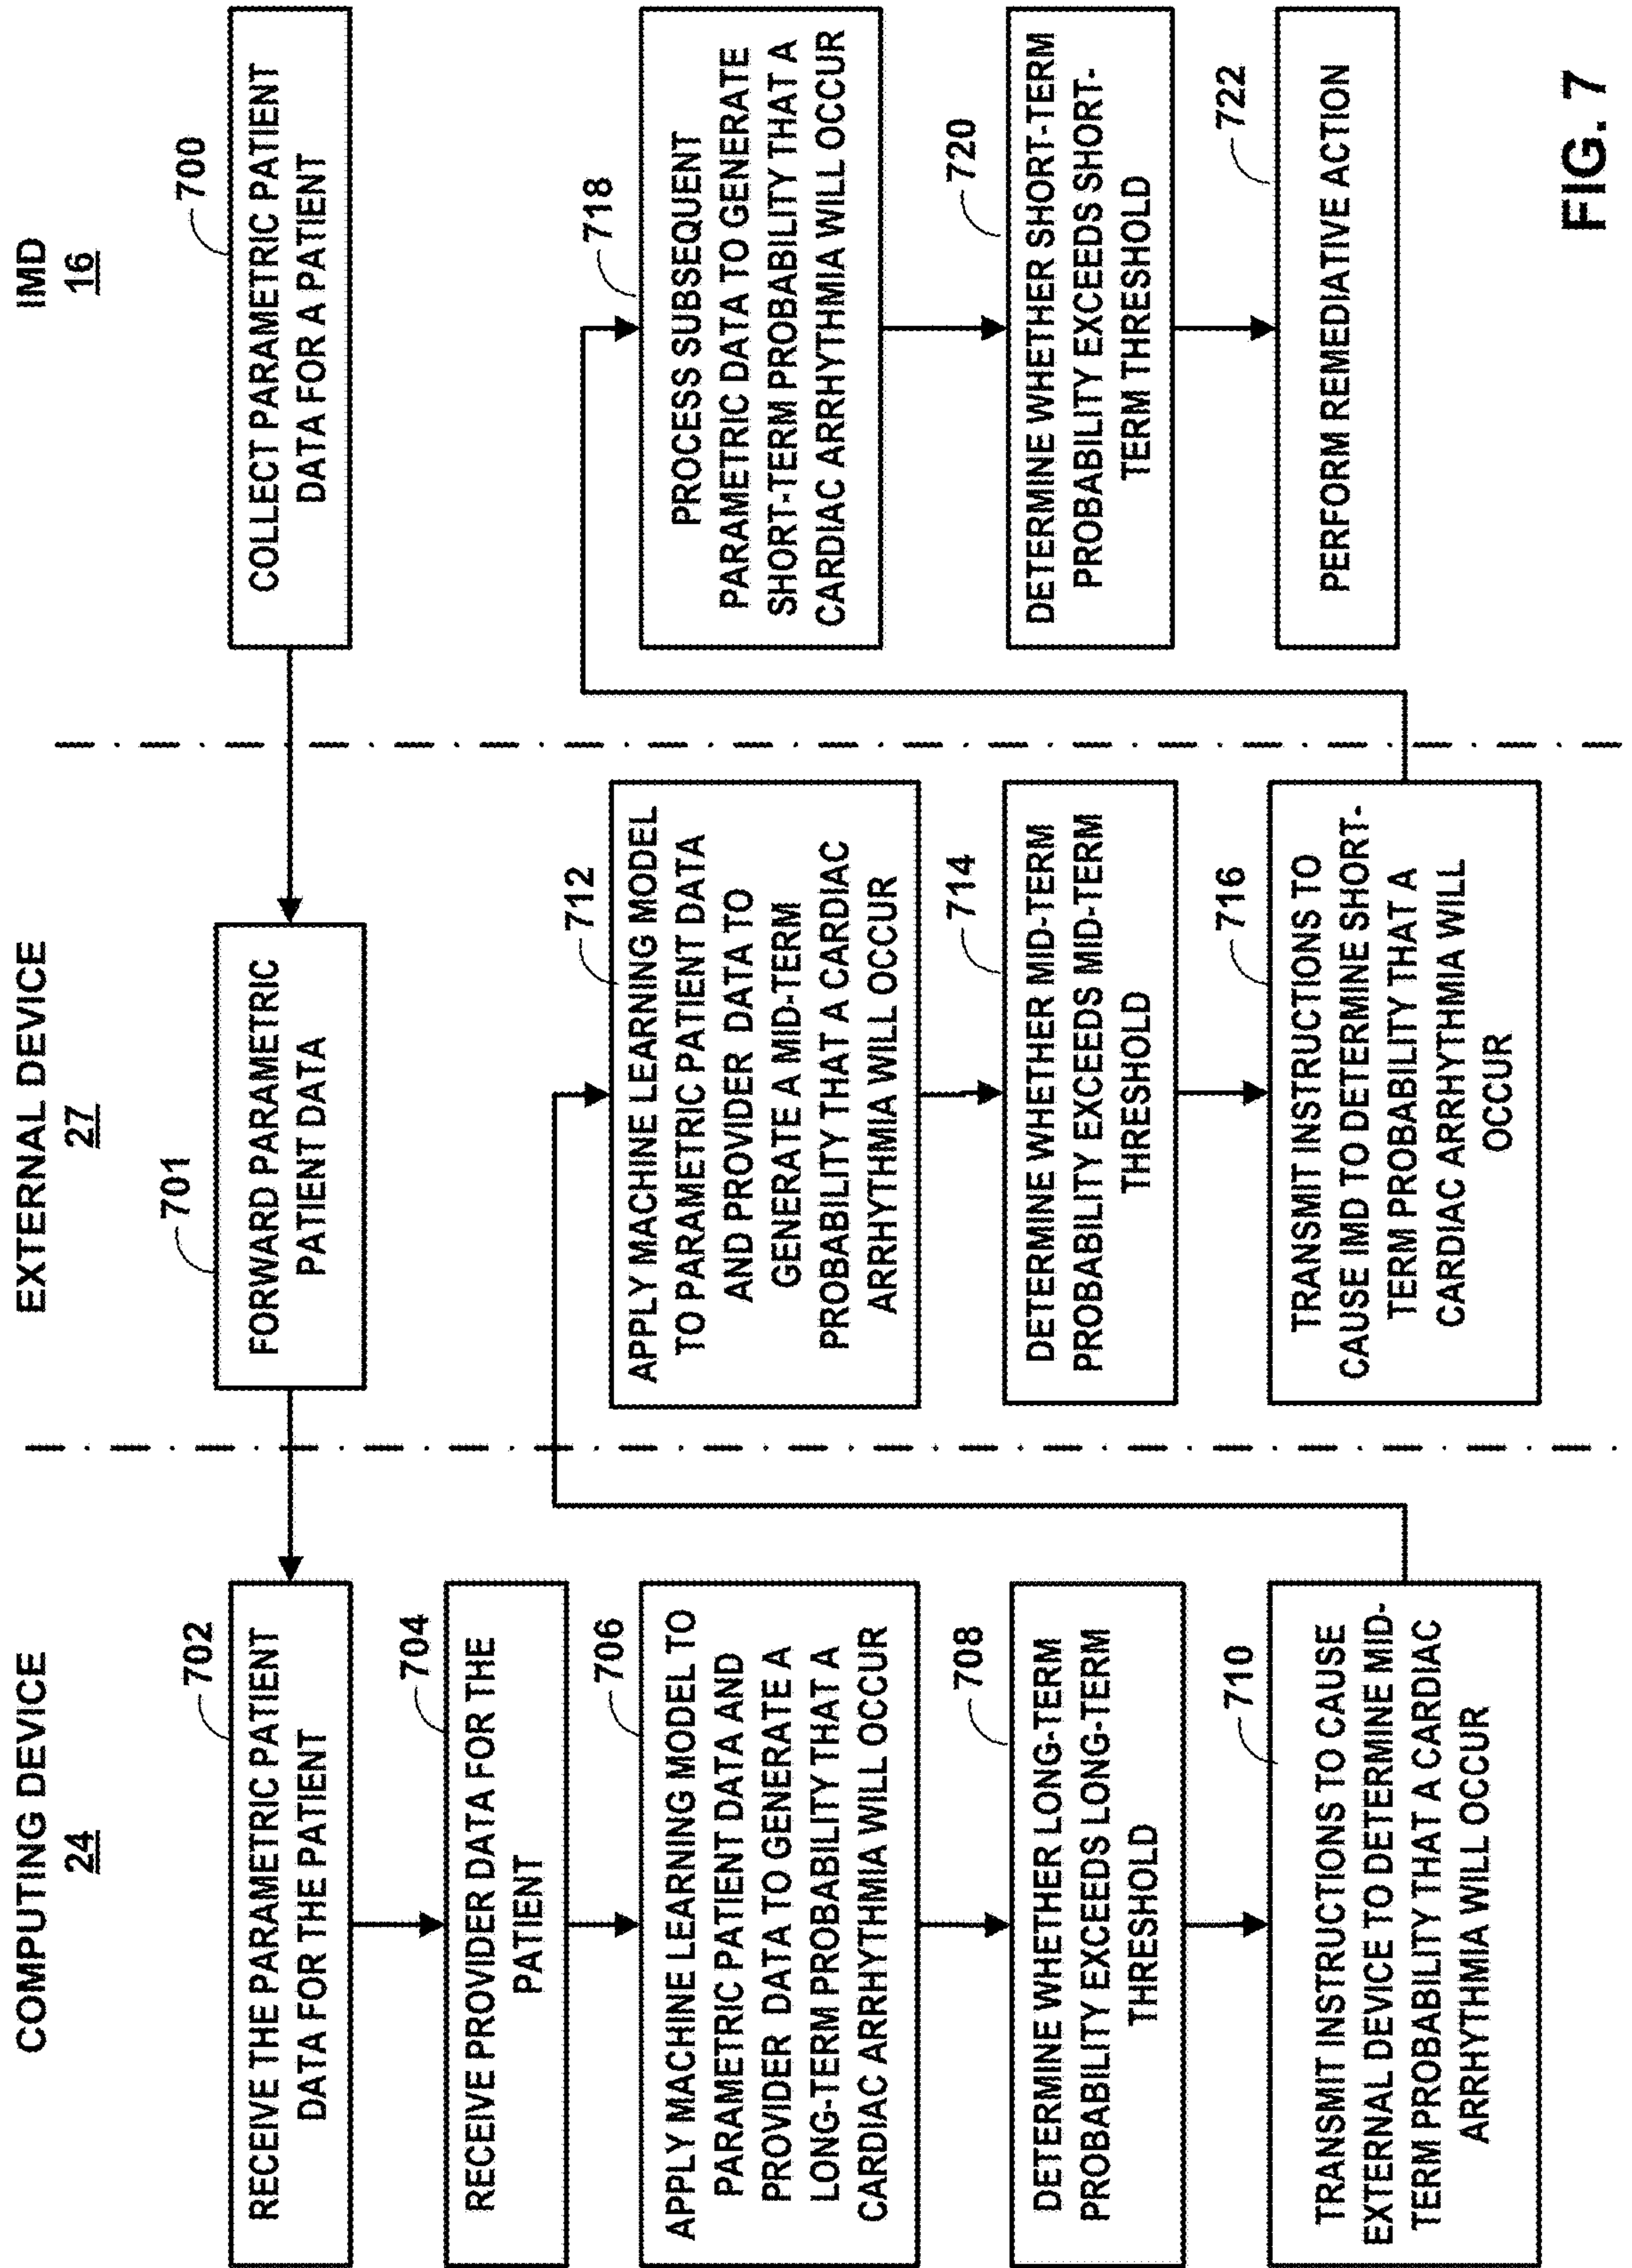 COMPUTING DEVICE
24
702
RECEIVE THE PARAMETRIC PATIENT
DATA FOR THE PATIENT
704
RECEIVE PROVIDER DATA FOR THE
PATIENT
706
APPLY MACHINE LEARNING MODEL TO
PARAMETRIC PATIENT DATA AND
PROVIDER DATA TO GENERATE A
LONG-TERM PROBABILITY THAT A
CARDIAC ARRHYTHMIA WILL OCCUR
708
DETERMINE WHETHER LONG-TERM
PROBABILITY EXCEEDS LONG-TERM
THRESHOLD
710
TRANSMIT INSTRUCTIONS TO CAUSE
EXTERNAL DEVICE TO DETERMINE MID-
TERM PROBABILITY THAT A CARDIAC
ARRHYTHMIA WILL OCCUR
EXTERNAL DEVICE
27
701
FORWARD PARAMETRIC
PATIENT DATA
712
APPLY MACHINE LEARNING MODEL
TO PARAMETRIC PATIENT DATA
AND PROVIDER DATA TO
GENERATE A MID-TERM
PROBABILITY THAT A CARDIAC
ARRHYTHMIA WILL OCCUR
714
DETERMINE WHETHER MID-TERM
PROBABILITY EXCEEDS MID-TERM
THRESHOLD
716
TRANSMIT INSTRUCTIONS TO
CAUSE IMD TO DETERMINE SHORT-
TERM PROBABILITY THAT A
CARDIAC ARRHYTHMIA WILL
OCCUR
IMD
16
700
COLLECT PARAMETRIC PATIENT
DATA FOR A PATIENT
718
PROCESS SUBSEQUENT
PARAMETRIC DATA TO GENERATE
SHORT-TERM PROBABILITY THAT A
CARDIAC ARRHYTHMIA WILL OCCUR
720
DETERMINE WHETHER SHORT-TERM
PROBABILITY EXCEEDS SHORT-
TERM THRESHOLD
722
PERFORM REMEDIATIVE ACTION
FIG. 7